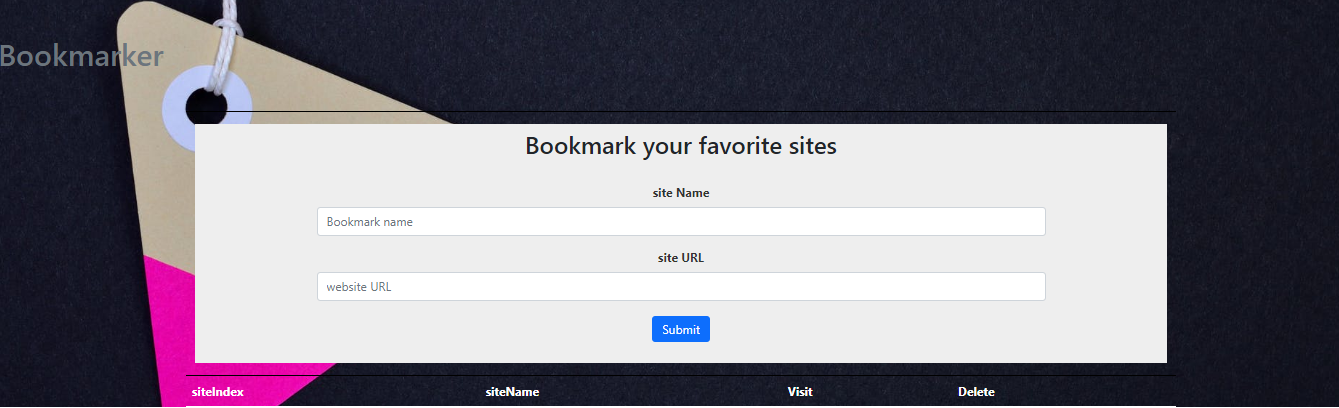 Bookmarker
Bookmark your favorite sites
site Name
Bookmark name
site URL
website URL
Submit
siteIndex siteName Visit Delete